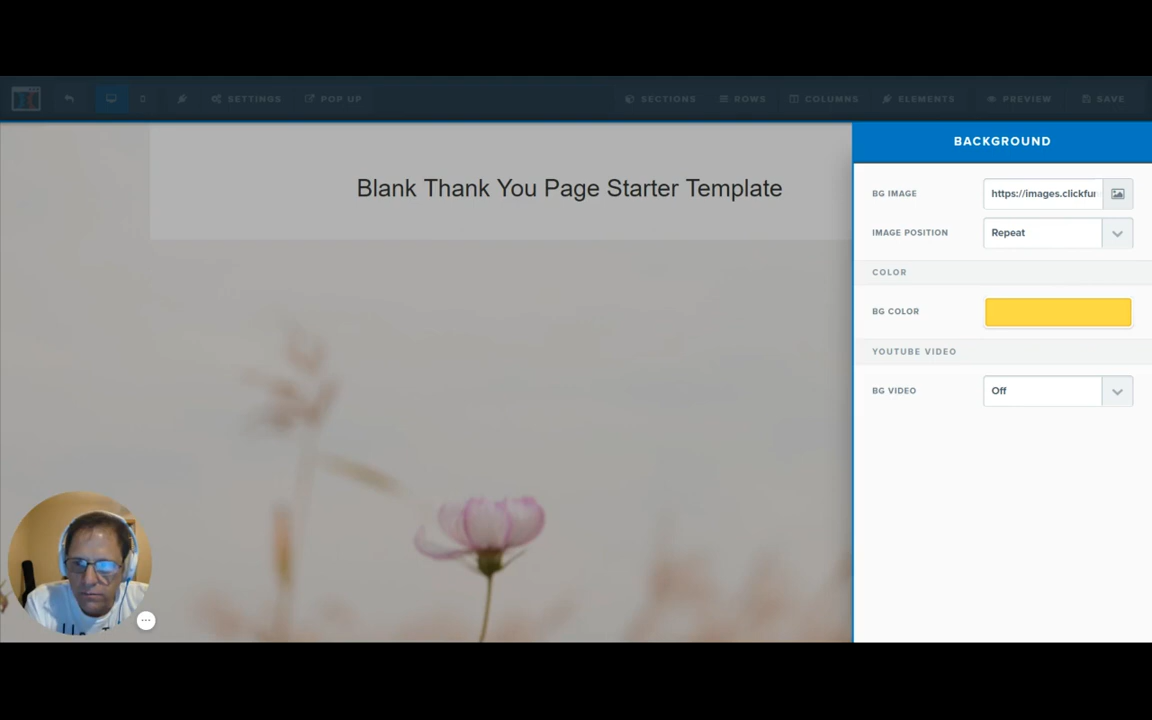 SETTINGS
POP UP
SECTIONS
ROWS
COLUMNS
ELEMENTS
PREVIEW
SAVE
BACKGROUND
Blank Thank You Page Starter Template
BG IMAGE
https://images.clickfu
IMAGE POSITION
Repeat
COLOR
BG COLOR
YOUTUBE VIDEO
BG VIDEO
Off